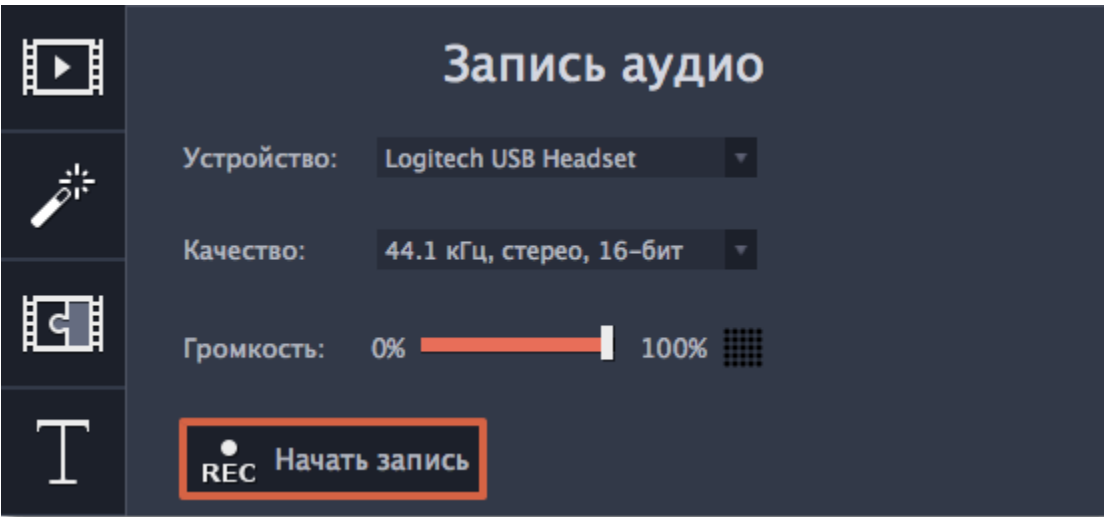 Запись аудио
Устройство: Logitech USB Headset
Качество: 44.1 кГц, стерео, 16-бит
Громкость: 0% 100%
REC Начать запись
T